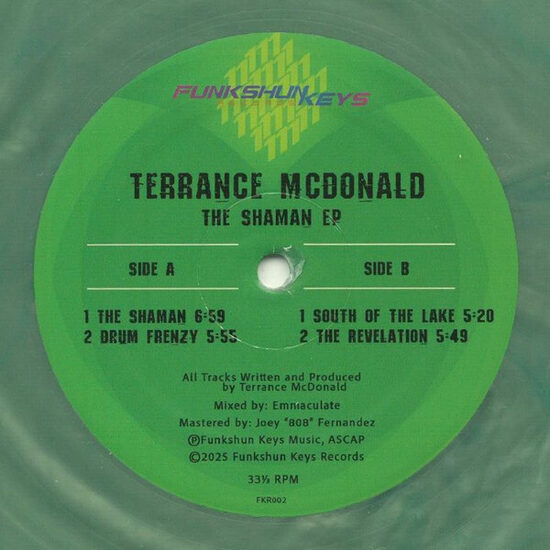 FUNKSHUN KEYS
TERRANCE MCDONALD
THE SHAMAN EP
SIDE A
1 THE SHAMAN 6:59
2 DRUM FRENZY 5:55
SIDE B
1 SOUTH OF THE LAKE 5:20
2 THE REVELATION 5:49
All Tracks Written and Produced
by Terrance McDonald
Mixed by: Emmaculate
Mastered by: Joey "808" Fernandez
ⓅFunkshun Keys Music, ASCAP
©2025 Funkshun Keys Records
33⅓ RPM
FKR002